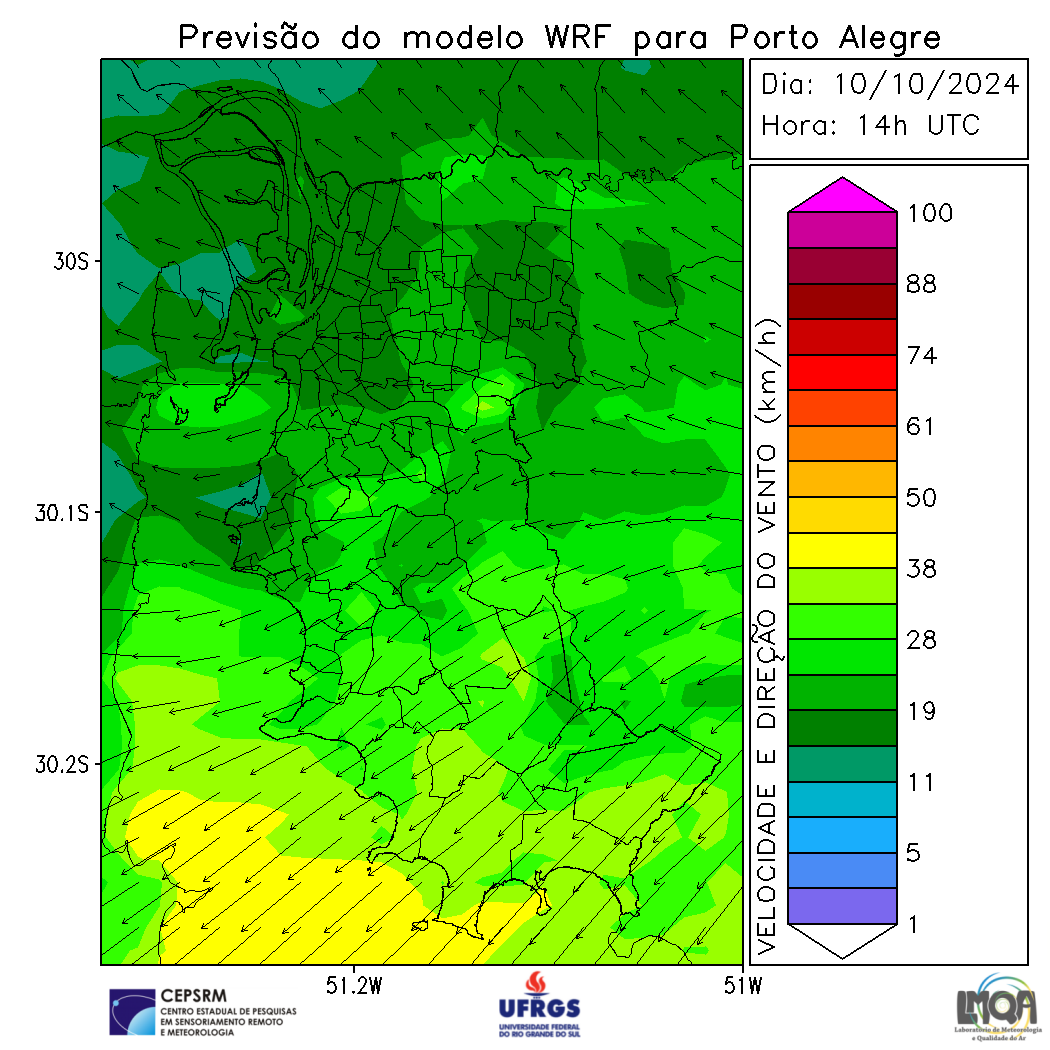 Previsão do modelo WRF para Porto Alegre
Dia: 10/10/2024
Hora: 14h UTC
30S
30.1S
30.2S
51.2W
51W
VELOCIDADE E DIREÇÃO DO VENTO (km/h)
100
88
74
61
50
38
28
19
11
5
1
CEPSRM
CENTRO ESTADUAL DE PESQUISAS
EM SENSORIAMENTO REMOTO
E METEOROLOGIA
UFRGS
UNIVERSIDADE FEDERAL
DO RIO GRANDE DO SUL
LMQA
Laboratório de Meteorologia
e Qualidade do Ar